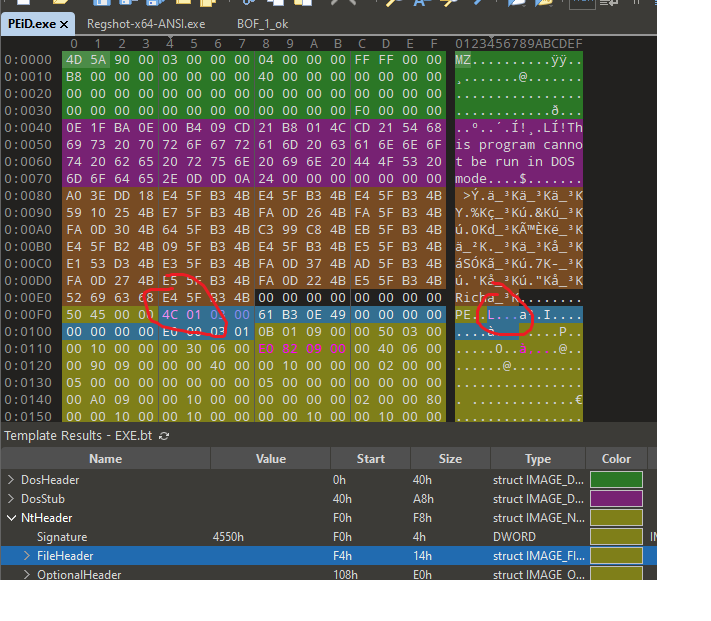 PEiD.exe × Regshot-x64-ANSI.exe BOF_1_ok
0 1 2 3 4 5 6 7 8 9 A B C D E F 0123456789ABCDEF
0:0000 4D 5A 90 00 03 00 00 00 04 00 00 00 FF FF 00 00 MZ..........ÿÿ..
0:0010 B8 00 00 00 00 00 00 00 40 00 00 00 00 00 00 00 ¸.......@.......
0:0020 00 00 00 00 00 00 00 00 00 00 00 00 00 00 00 00 ................
0:0030 00 00 00 00 00 00 00 00 00 00 00 00 F0 00 00 00 ............ð...
0:0040 0E 1F BA 0E 00 B4 09 CD 21 B8 01 4C CD 21 54 68 ..º..´.Í!¸.LÍ!Th
0:0050 69 73 20 70 72 6F 67 72 61 6D 20 63 61 6E 6E 6F is program canno
0:0060 74 20 62 65 20 72 75 6E 20 69 6E 20 44 4F 53 20 t be run in DOS
0:0070 6D 6F 64 65 2E 0D 0D 0A 24 00 00 00 00 00 00 00 mode....$.......
0:0080 A0 3E DD 18 E4 5F B3 4B E4 5F B3 4B E4 5F B3 4B >Ý.ä_³Kä_³Kä_³K
0:0090 59 10 25 4B E7 5F B3 4B FA 0D 26 4B FA 5F B3 4B Y.%Kç_³Kú.&Kú_³K
0:00A0 FA 0D 30 4B 64 5F B3 4B C3 99 C8 4B EB 5F B3 4B ú.0Kd_³KÃ™ÈKë_³K
0:00B0 E4 5F B2 4B 09 5F B3 4B E4 5F B3 4B E5 5F B3 4B ä_²K._³Kä_³Kå_³K
0:00C0 E1 53 D3 4B E3 5F B3 4B FA 0D 37 4B AD 5F B3 4B áSÓKã_³Kú.7K-_³K
0:00D0 FA 0D 27 4B E5 5F B3 4B FA 0D 22 4B E5 5F B3 4B ú.'Kå_³Kú."Kå_³K
0:00E0 52 69 63 68 E4 5F B3 4B 00 00 00 00 00 00 00 00 Richä_³K........
0:00F0 50 45 00 00 4C 01 00 61 B3 0E 49 00 00 00 00 PE..L...a³.I....
0:0100 00 00 00 00 E0 00 03 01 0B 01 09 00 00 50 03 00 ....à........P..
0:0110 00 10 00 00 00 30 06 00 00 40 06 00 .....0...@..
0:0120 00 90 09 00 00 00 40 00 00 10 00 00 00 02 00 00 ......@.........
0:0130 05 00 00 00 00 00 00 00 05 00 00 00 00 00 00 00 ................
0:0140 00 A0 09 00 00 10 00 00 00 00 00 00 02 00 00 80 ...............€
0:0150 00 00 10 00 00 10 00 00 00 00 10 00 00 10 00 00 ................
Template Results - EXE.bt
Name Value Start Size Type Color
DosHeader 0h 40h struct IMAGE_D...
DosStub 40h A8h struct IMAGE_D...
NtHeader F0h F8h struct IMAGE_N...
Signature 4550h F0h 4h DWORD
FileHeader F4h 14h struct IMAGE_FI...
OptionalHeader 108h E0h struct IMAGE_O...